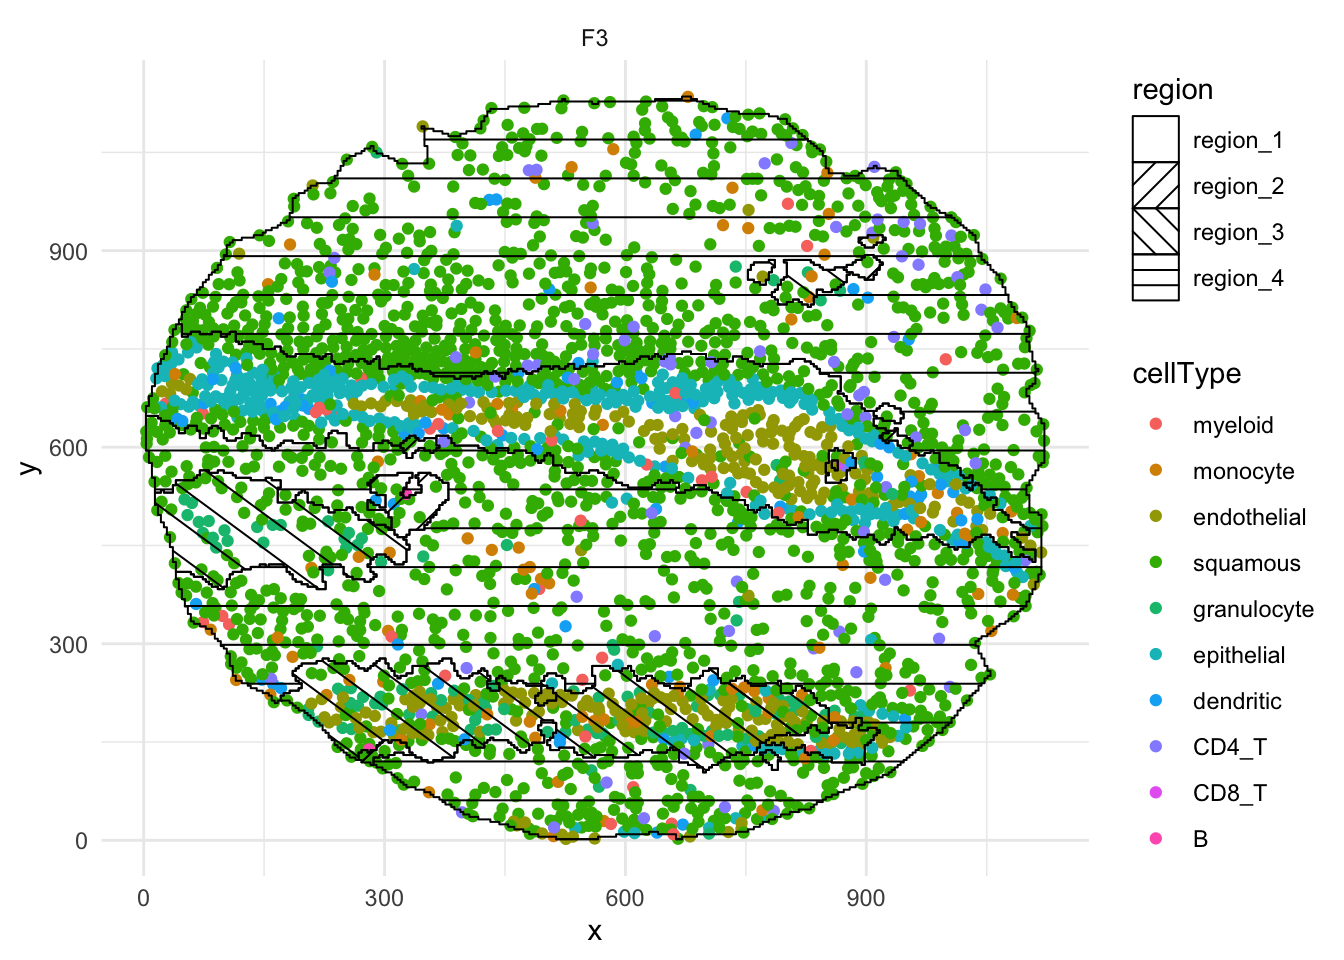 F3
region
region_1
region_2
region_3
region_4
cellType
myeloid
monocyte
endothelial
squamous
granulocyte
epithelial
dendritic
CD4_T
CD8_T
B
y
900
600
300
0
0 300 600 900
x